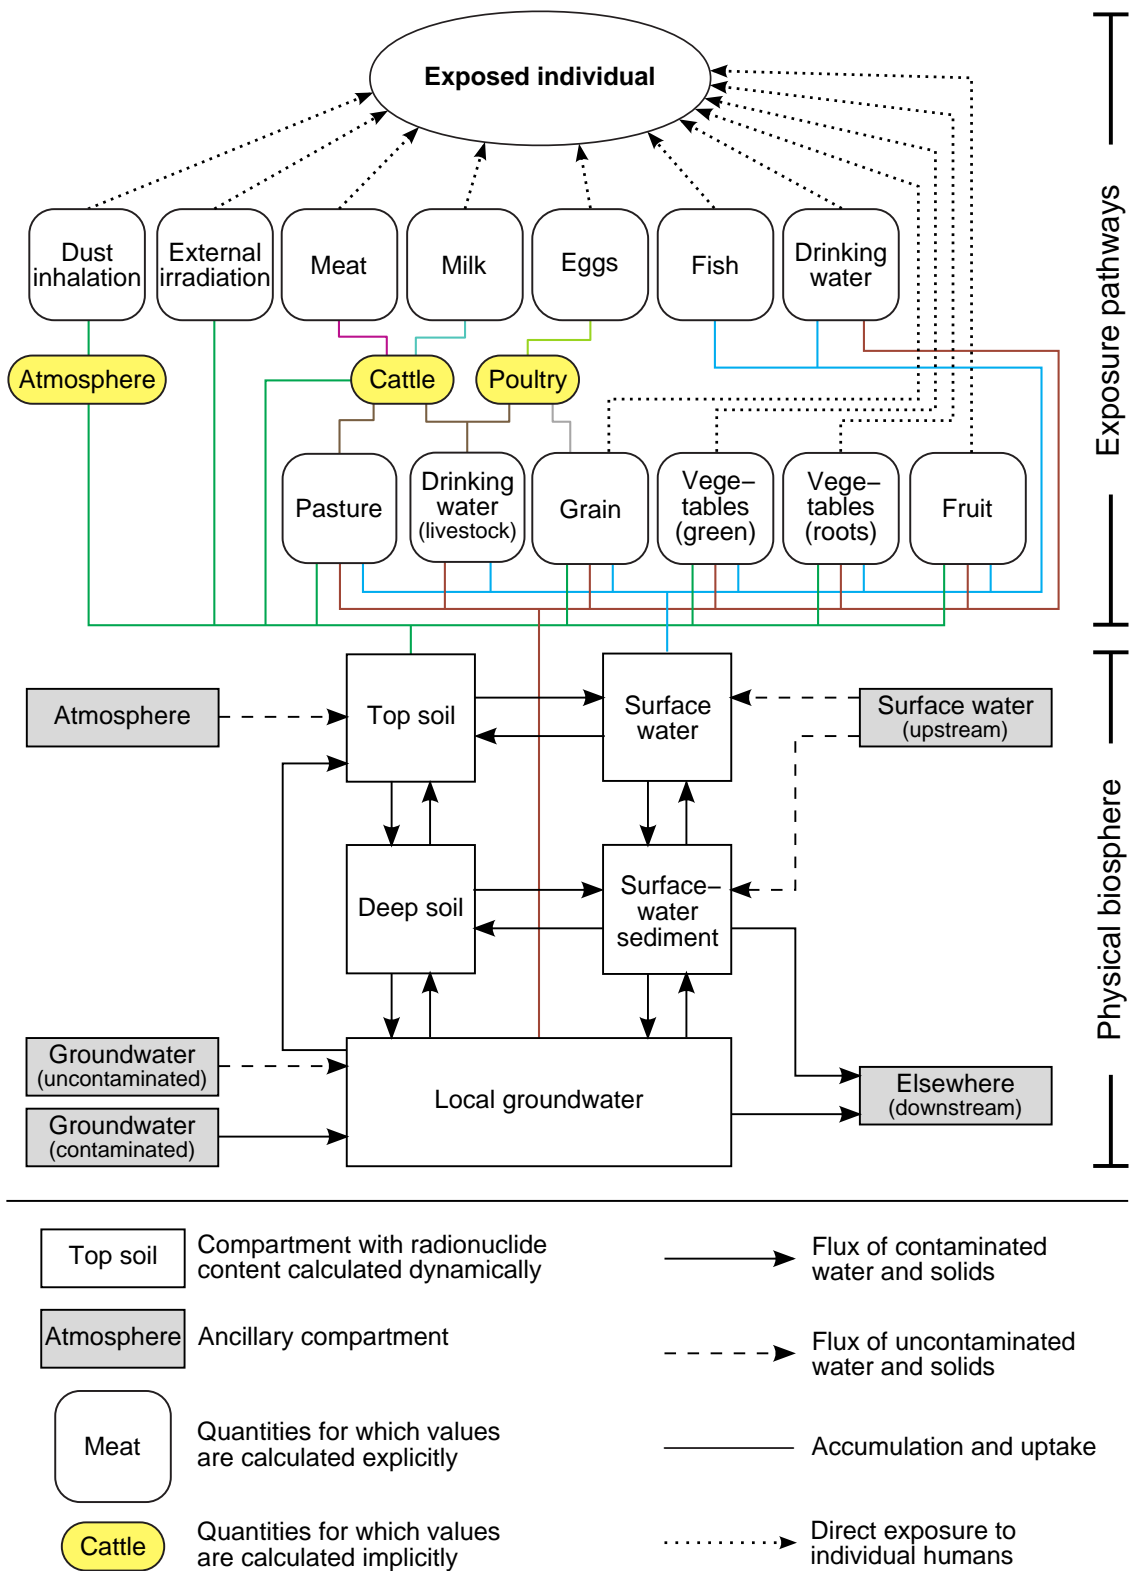 Exposed individual
Dust
inhalation
External
irradiation
Meat
Milk
Eggs
Fish
Drinking
water
Atmosphere
Cattle
Poultry
Pasture
Drinking
water
(livestock)
Grain
Vege–
tables
(green)
Vege–
tables
(roots)
Fruit
Exposure pathways
Atmosphere
Top soil
Surface
water
Surface water
(upstream)
Deep soil
Surface–
water
sediment
Physical biosphere
Groundwater
(uncontaminated)
Groundwater
(contaminated)
Local groundwater
Elsewhere
(downstream)
Top soil
Compartment with radionuclide
content calculated dynamically
Flux of contaminated
water and solids
Atmosphere
Ancillary compartment
Flux of uncontaminated
water and solids
Meat
Quantities for which values
are calculated explicitly
Accumulation and uptake
Cattle
Quantities for which values
are calculated implicitly
Direct exposure to
individual humans